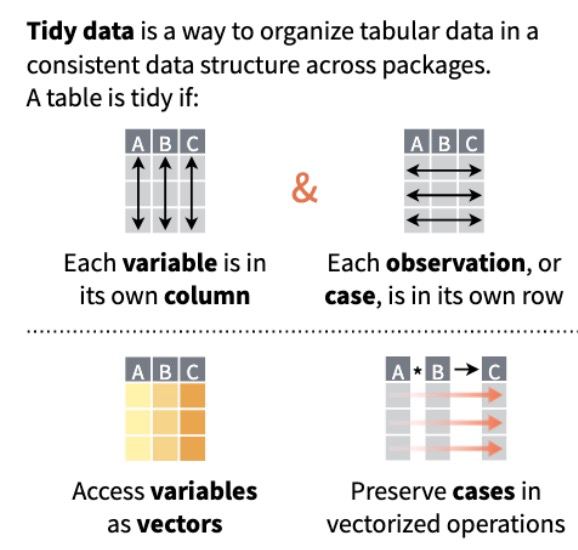 Tidy data is a way to organize tabular data in a
consistent data structure across packages.
A table is tidy if:
A B C
A B C
&
Each variable is in
its own column
Each observation, or
case, is in its own row
A B C
A * B → C
Access variables
as vectors
Preserve cases in
vectorized operations